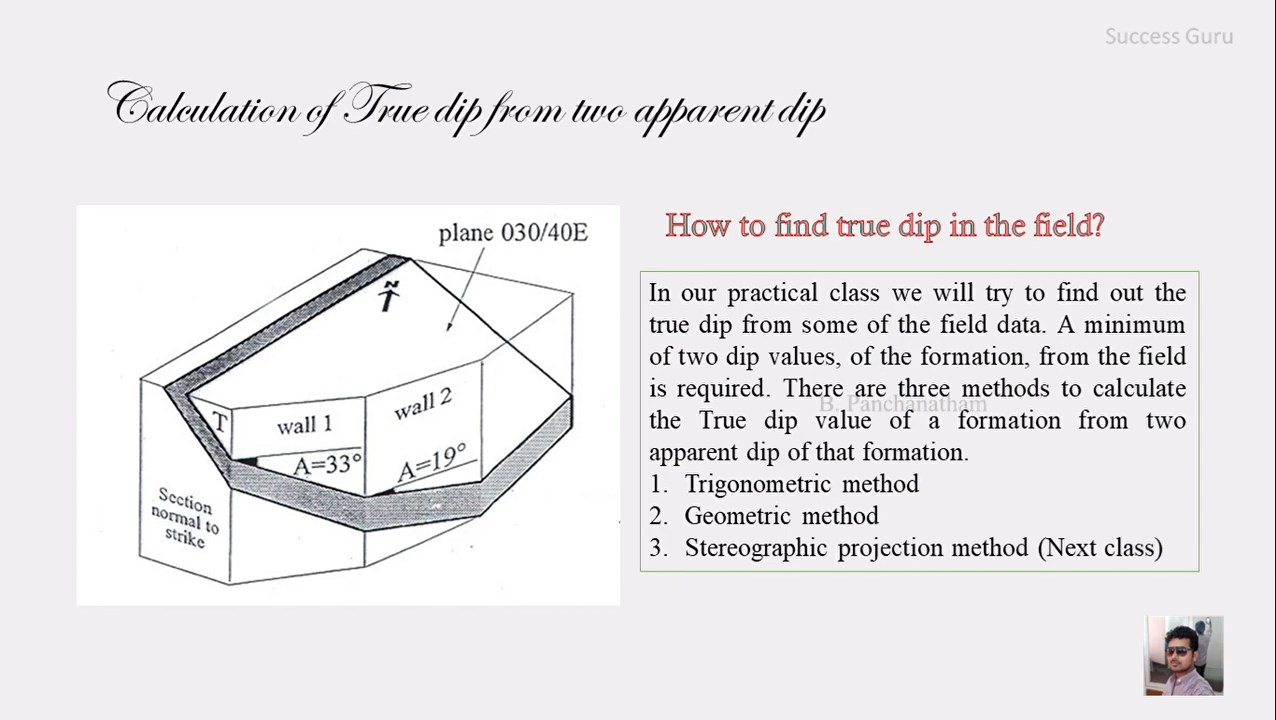 Success Guru
Calculation of True dip from two apparent dip
plane 030/40E
N
T
wall 1
wall 2
A=33°
A=19°
Section
normal to
strike
How to find true dip in the field?
In our practical class we will try to find out the
true dip from some of the field data. A minimum
of two dip values, of the formation, from the field
is required. There are three methods to calculate
B. Panchanatham
the True dip value of a formation from two
apparent dip of that formation.
1. Trigonometric method
2. Geometric method
3. Stereographic projection method (Next class)